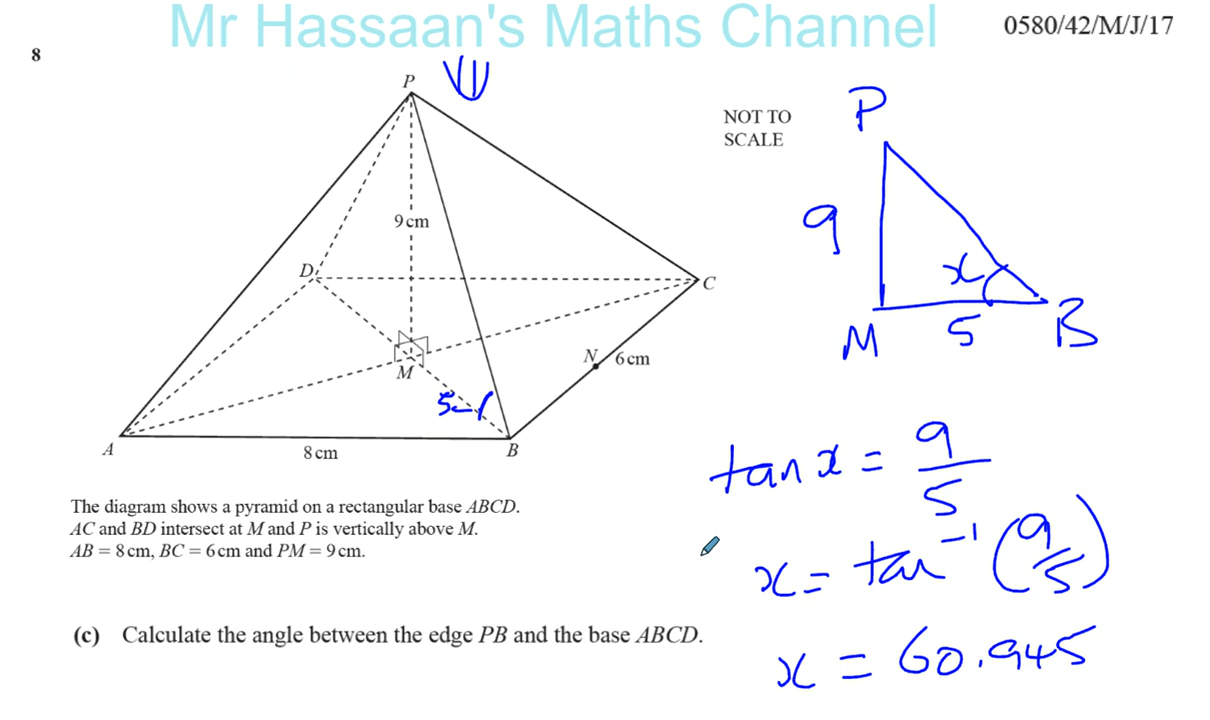 Mr Hassaan's Maths Channel
0580/42/M/J/17
8
P
NOT TO
SCALE
9 cm
D
C
M
N
6 cm
5
A
8 cm
B
P
9
x
M
5
B
The diagram shows a pyramid on a rectangular base ABCD.
AC and BD intersect at M and P is vertically above M.
AB = 8 cm, BC = 6 cm and PM = 9 cm.
(c) Calculate the angle between the edge PB and the base ABCD.
tan x = 9/5
x = tan⁻¹ (9/5)
x = 60.945